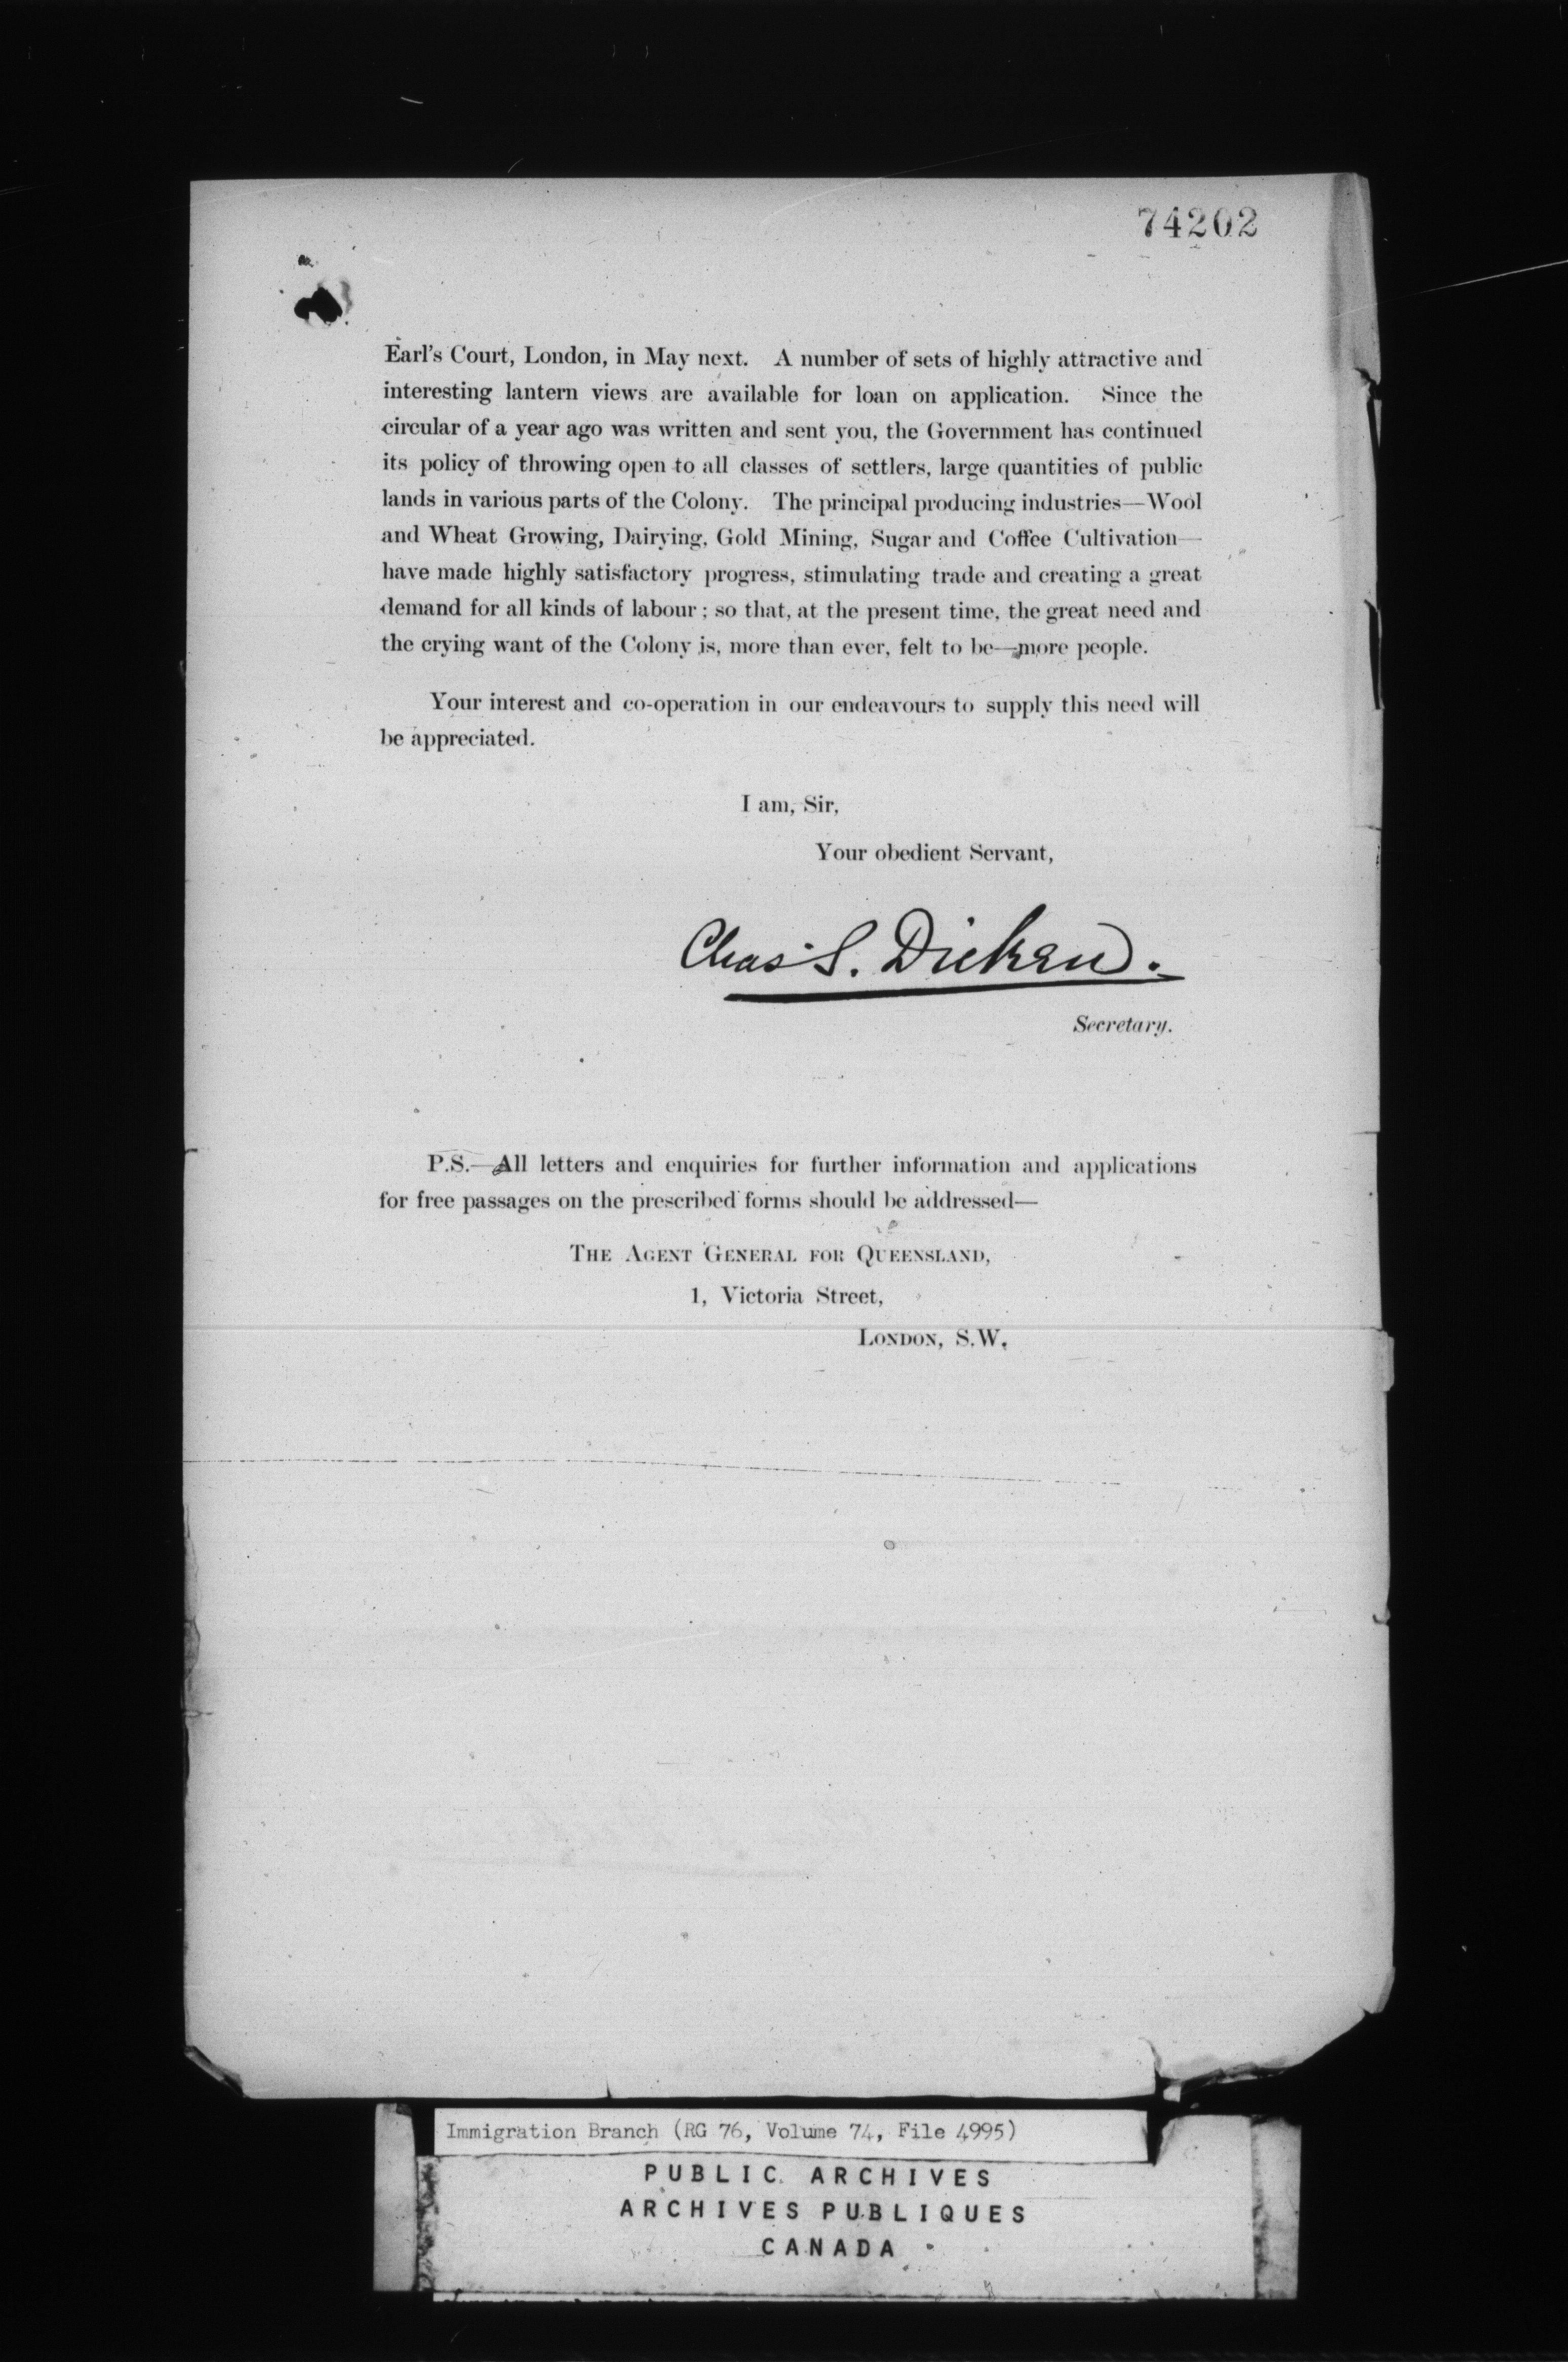 74202
Earl's Court, London, in May next. A number of sets of highly attractive and
interesting lantern views are available for loan on application. Since the
circular of a year ago was written and sent you, the Government has continued
its policy of throwing open to all classes of settlers, large quantities of public
lands in various parts of the Colony. The principal producing industries—Wool
and Wheat Growing, Dairying, Gold Mining, Sugar and Coffee Cultivation—
have made highly satisfactory progress, stimulating trade and creating a great
demand for all kinds of labour; so that, at the present time, the great need and
the crying want of the Colony is, more than ever, felt to be—more people.
Your interest and co-operation in our endeavours to supply this need will
be appreciated.
I am, Sir,
Your obedient Servant,
Chas S. Dicken.
Secretary.
P.S.—All letters and enquiries for further information and applications
for free passages on the prescribed forms should be addressed—
THE AGENT GENERAL FOR QUEENSLAND,
1, Victoria Street,
LONDON, S.W.
Immigration Branch (RG 76, Volume 74, File 4995)
PUBLIC ARCHIVES
ARCHIVES PUBLIQUES
CANADA